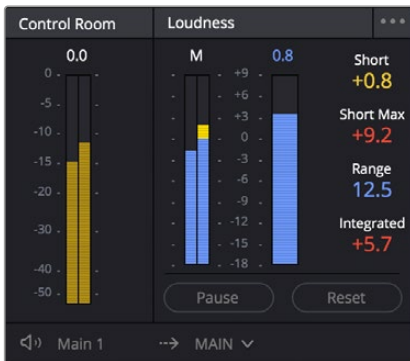 Control Room Loudness •••
0.0 M 0.8 Short
+0.8
0 +9
-5 +6
-10 +3
-15 0
-20 -3
-30 -6
-40 -9
-50 -12
-15
-18
Short Max
+9.2
Range
12.5
Integrated
+5.7
Pause Reset
Main 1 MAIN